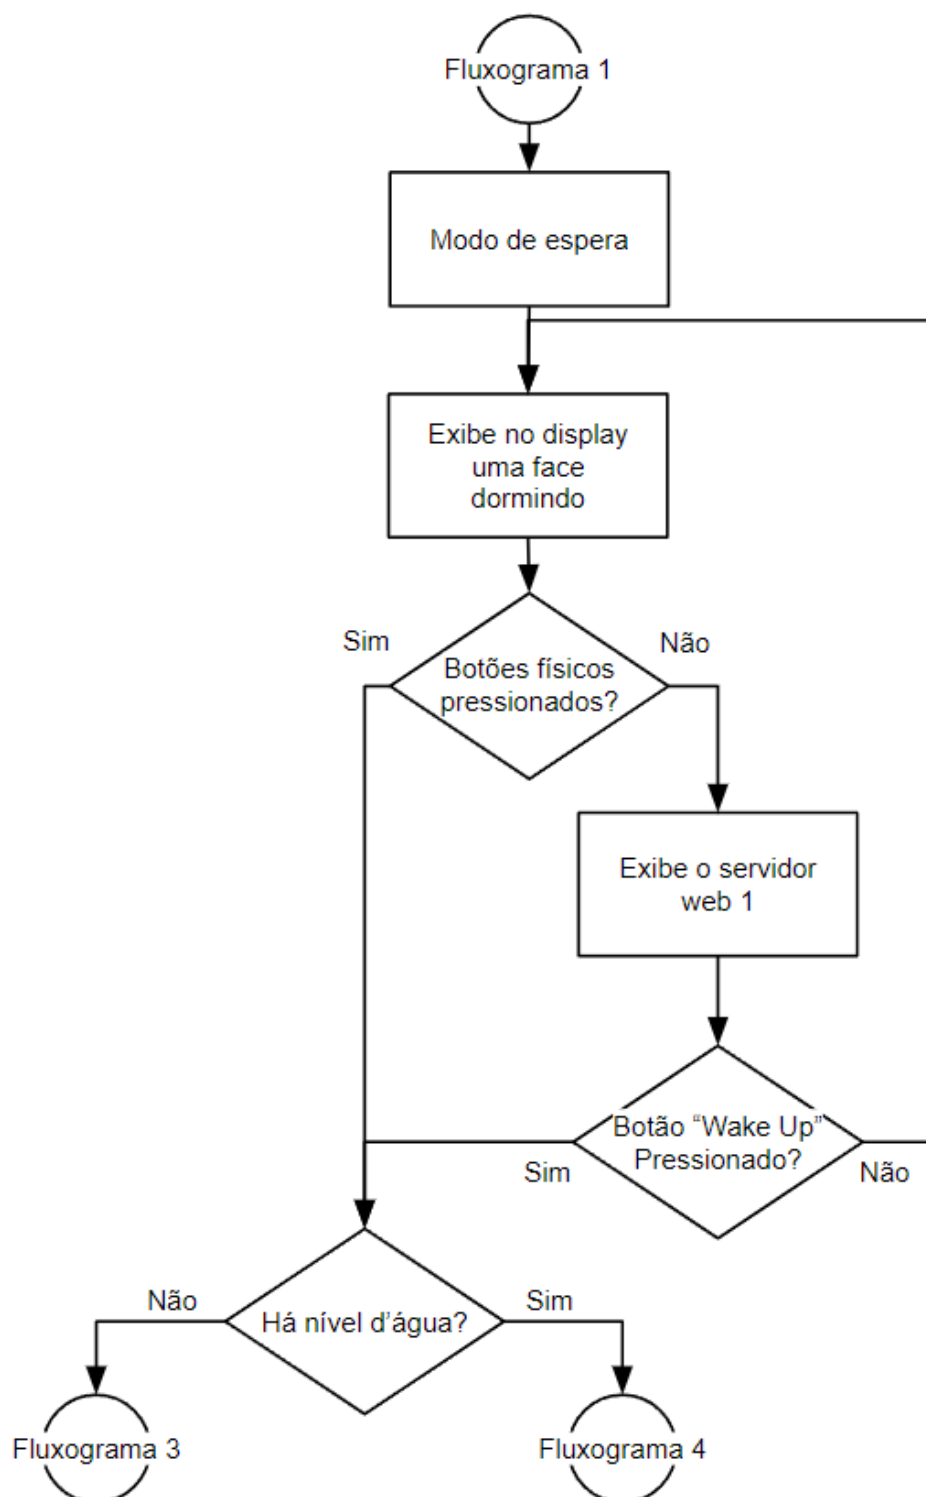 Fluxograma 1
Modo de espera
Exibe no display
uma face
dormindo
Sim
Não
Botões físicos
pressionados?
Exibe o servidor
web 1
Botão “Wake Up”
Pressionado?
Sim
Não
Não
Sim
Há nível d’água?
Fluxograma 3
Fluxograma 4